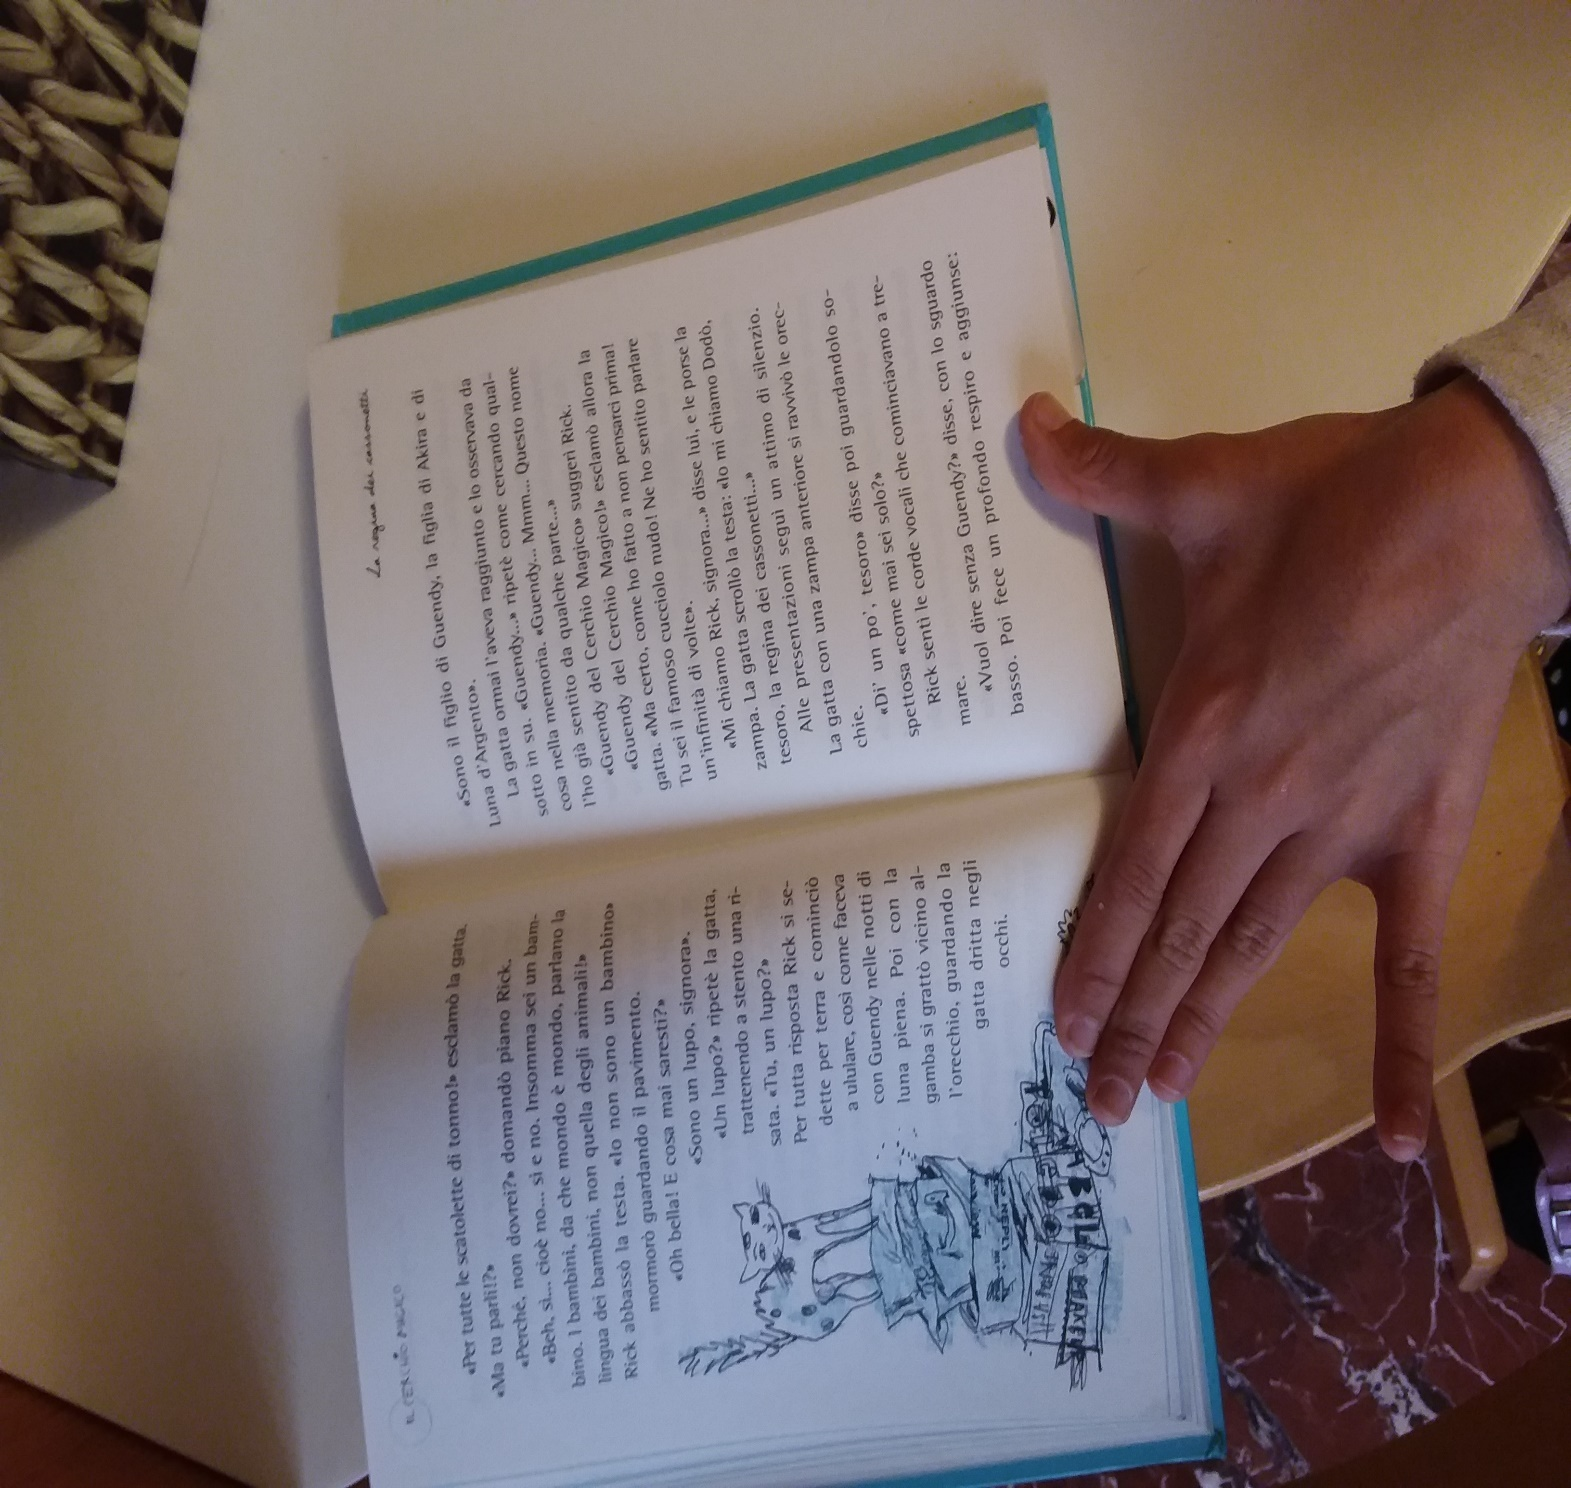 IL CERCHIO MAGICO
«Per tutte le scatolette di tonno!» esclamò la gatta.
«Ma tu parli?»
«Perché, non dovrei?» domandò piano Rick.
«Beh, sì... cioè no... sì e no. Insomma sei un bam-
bino. I bambini, da che mondo è mondo, parlano la
lingua dei bambini, non quella degli animali!»
Rick abbassò la testa. «Io non sono un bambino»
mormorò guardando il pavimento.
«Oh bella! E cosa mai saresti?»
«Sono un lupo, signora».
«Un lupo?» ripetè la gatta,
trattenendo a stento una ri-
sata. «Tu, un lupo?»
Per tutta risposta Rick si se-
dette per terra e cominciò
a ululare, così come faceva
con Guendy nelle notti di
luna piena. Poi con la
gamba si grattò vicino al-
l'orecchio, guardando la
gatta dritta negli
occhi.
La regina dei cassonetti
«Sono il figlio di Guendy, la figlia di Akira e di
Luna d'Argento».
La gatta ormai l'aveva raggiunto e lo osservava da
sotto in su. «Guendy...» ripetè come cercando qual-
cosa nella memoria. «Guendy... Mmm... Questo nome
l'ho già sentito da qualche parte...»
«Guendy del Cerchio Magico» suggerì Rick.
«Guendy del Cerchio Magico!» esclamò allora la
gatta. «Ma certo, come ho fatto a non pensarci prima!
Tu sei il famoso cucciolo nudo! Ne ho sentito parlare
un'infinità di volte».
«Mi chiamo Rick, signora...» disse lui, e le porse la
zampa. La gatta scrollò la testa: «Io mi chiamo Dodò,
tesoro, la regina dei cassonetti...»
Alle presentazioni seguì un attimo di silenzio.
La gatta con una zampa anteriore si ravvivò le orec-
chie.
«Di' un po', tesoro» disse poi guardandolo so-
spettosa «come mai sei solo?»
Rick sentì le corde vocali che cominciavano a tre-
mare.
«Vuol dire senza Guendy?» disse, con lo sguardo
basso. Poi fece un profondo respiro e aggiunse: